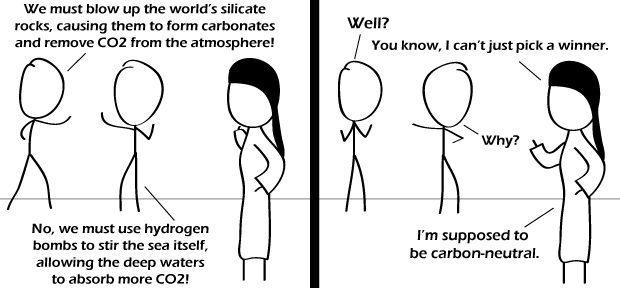 We must blow up the world's silicate
rocks, causing them to form carbonates
and remove CO2 from the atmosphere!
No, we must use hydrogen
bombs to stir the sea itself,
allowing the deep waters
to absorb more CO2!
Well?
You know, I can't just pick a winner.
Why?
I'm supposed to
be carbon-neutral.